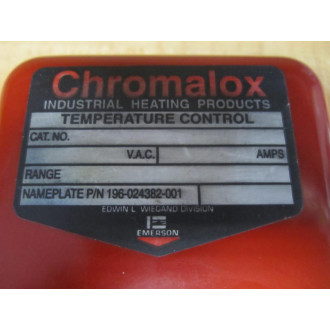 Chromalox
INDUSTRIAL HEATING PRODUCTS
TEMPERATURE CONTROL
CAT. NO.
V.A.C. AMPS
RANGE
NAMEPLATE P/N 196-024382-001
EDWIN L. WIEGAND DIVISION
EMERSON